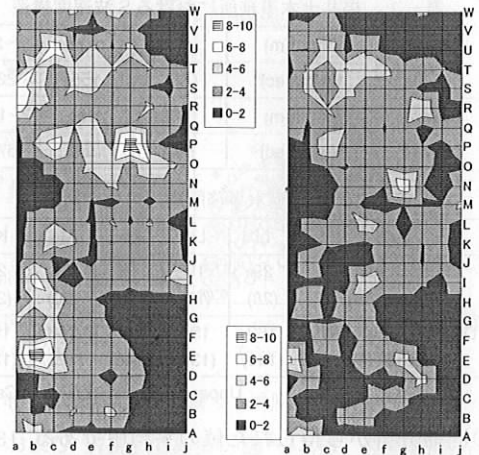 W
V
U
T
S
R
Q
P
O
N
M
L
K
J
I
H
G
F
E
D
C
B
A
a b c d e f g h i j
8-10
6-8
4-6
2-4
0-2
W
V
U
T
S
R
Q
P
O
N
M
L
K
J
I
H
G
F
E
D
C
B
A
a b c d e f g h i j
8-10
6-8
4-6
2-4
0-2